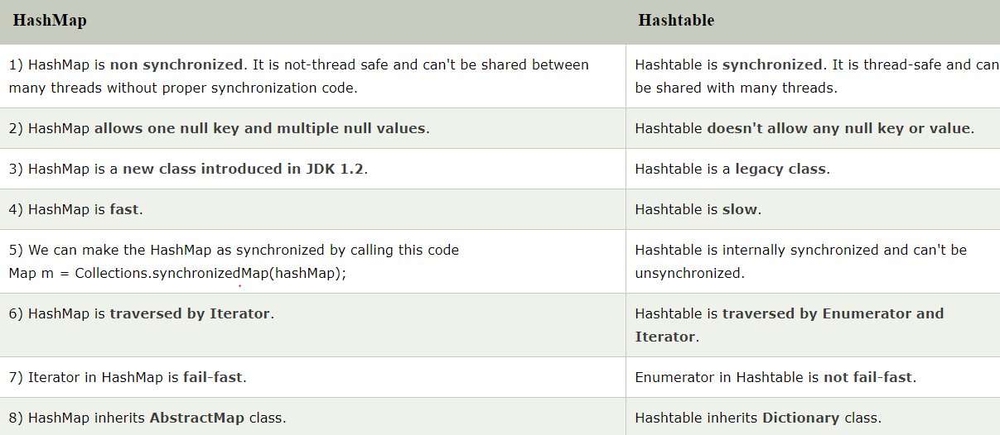 HashMap
Hashtable
1) HashMap is non synchronized. It is not-thread safe and can't be shared between
many threads without proper synchronization code.
Hashtable is synchronized. It is thread-safe and can
be shared with many threads.
2) HashMap allows one null key and multiple null values.
Hashtable doesn't allow any null key or value.
3) HashMap is a new class introduced in JDK 1.2.
Hashtable is a legacy class.
4) HashMap is fast.
Hashtable is slow.
5) We can make the HashMap as synchronized by calling this code
Map m = Collections.synchronizedMap(hashMap);
Hashtable is internally synchronized and can't be
unsynchronized.
6) HashMap is traversed by Iterator.
Hashtable is traversed by Enumerator and
Iterator.
7) Iterator in HashMap is fail-fast.
Enumerator in Hashtable is not fail-fast.
8) HashMap inherits AbstractMap class.
Hashtable inherits Dictionary class.